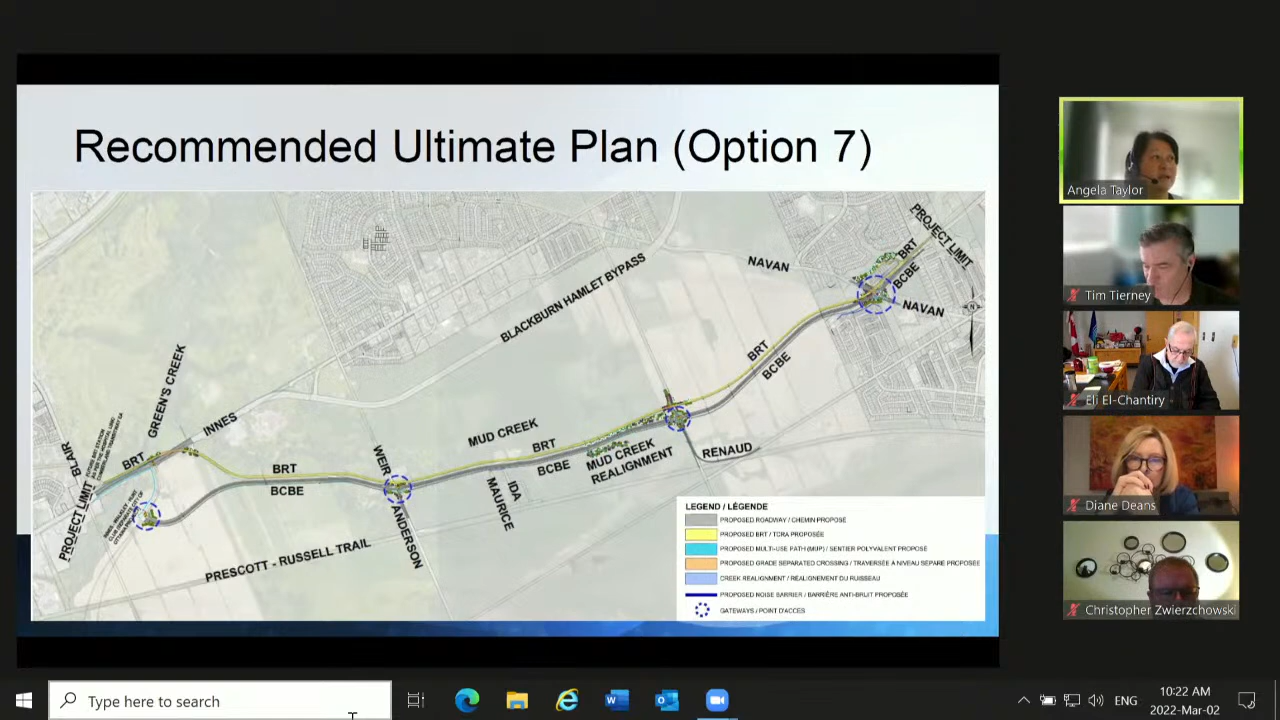 Recommended Ultimate Plan (Option 7)
PROJECT LIMIT
BRT
BCBE
NAVAN
NAVAN
BLACKBURN HAMLET BYPASS
GREEN'S CREEK
INNES
BLAIR
BRT
PROJECT LIMIT
BRT
BCBE
WEIR
ANDERSON
MUD CREEK
BRT
BCBE
IDA
MAURICE
MUD CREEK
REALIGNMENT
BRT
BCBE
RENAUD
PRESCOTT - RUSSELL TRAIL
N
LEGEND / LÉGENDE
PROPOSED ROADWAY / CHEMIN PROPOSÉ
PROPOSED BRT / TCRA PROPOSÉE
PROPOSED MULTI-USE PATH (MUP) / SENTIER POLYVALENT PROPOSÉ
PROPOSED GRADE SEPARATED CROSSING / TRAVERSÉE À NIVEAU SÉPARÉ PROPOSÉE
CREEK REALIGNMENT / RÉALIGNEMENT DU RUISSEAU
PROPOSED NOISE BARRIER / BARRIÈRE ANTI-BRUIT PROPOSÉE
GATEWAYS / POINT D'ACCÈS
Angela Taylor
Tim Tierney
Eli El-Chantiry
Diane Deans
Christopher Zwierzchowski
Type here to search
ENG
10:22 AM
2022-Mar-02